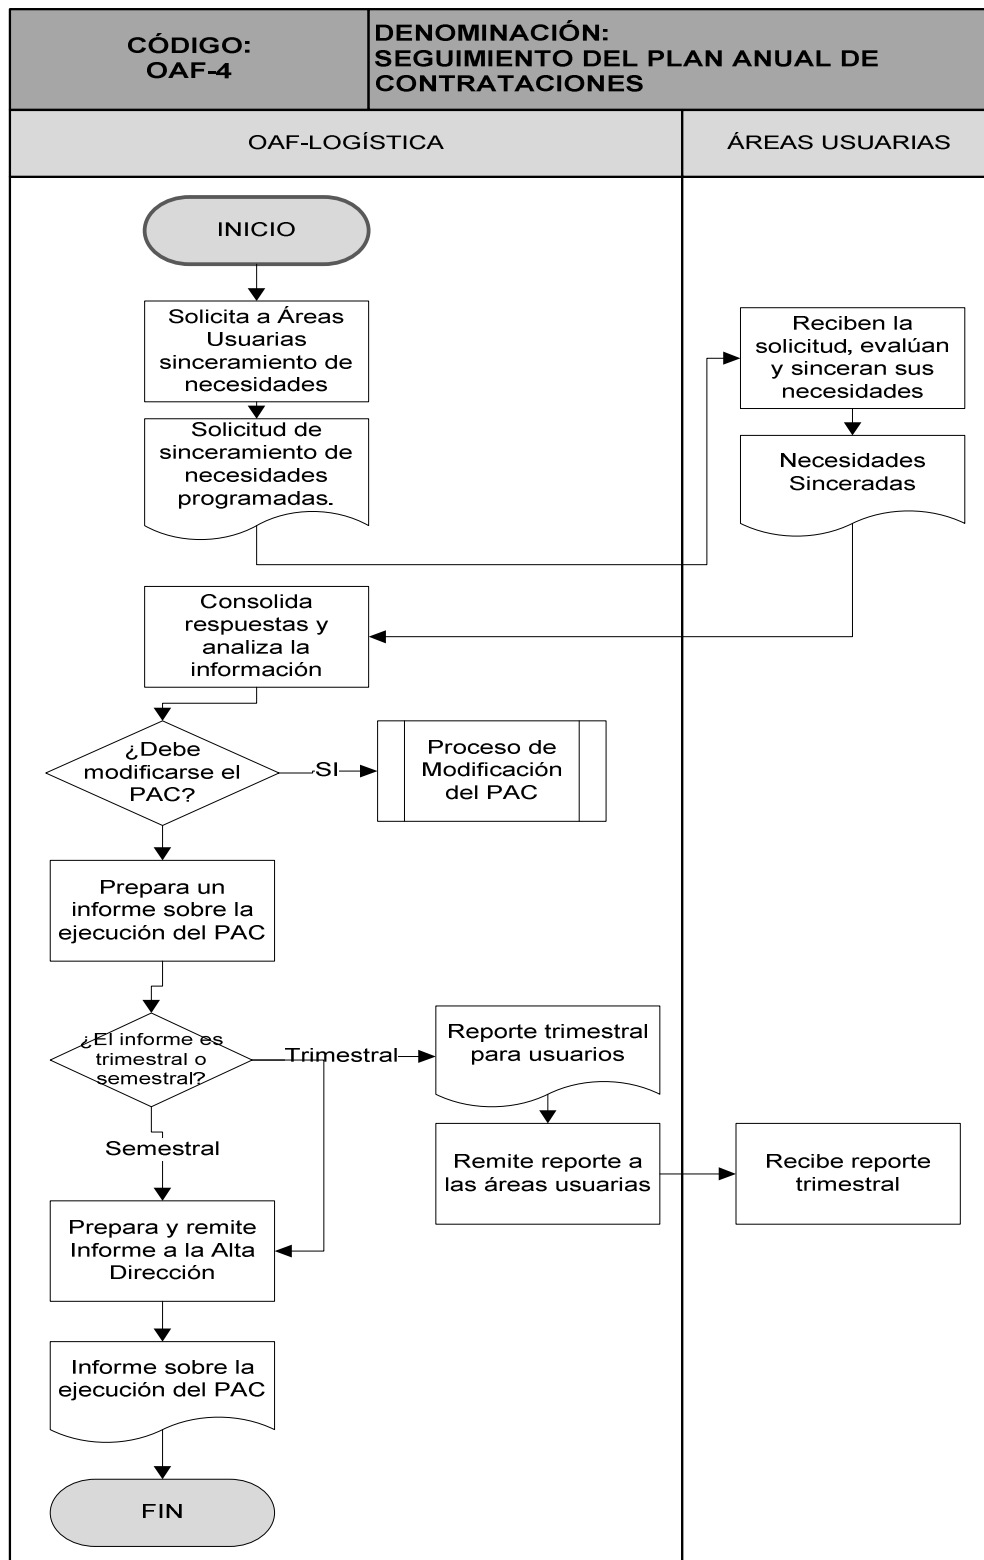 CÓDIGO:
OAF-4
DENOMINACIÓN:
SEGUIMIENTO DEL PLAN ANUAL DE
CONTRATACIONES
OAF-LOGÍSTICA
ÁREAS USUARIAS
INICIO
Solicita a Áreas
Usuarias
sinceramiento de
necesidades
Solicitud de
sinceramiento de
necesidades
programadas.
Reciben la
solicitud, evalúan
y sinceran sus
necesidades
Necesidades
Sinceradas
Consolida
respuestas y
analiza la
información
¿Debe
modificarse el
PAC?
SI
Proceso de
Modificación
del PAC
Prepara un
informe sobre la
ejecución del PAC
¿El informe es
trimestral o
semestral?
Trimestral
Reporte trimestral
para usuarios
Semestral
Remite reporte a
las áreas usuarias
Recibe reporte
trimestral
Prepara y remite
Informe a la Alta
Dirección
Informe sobre la
ejecución del PAC
FIN